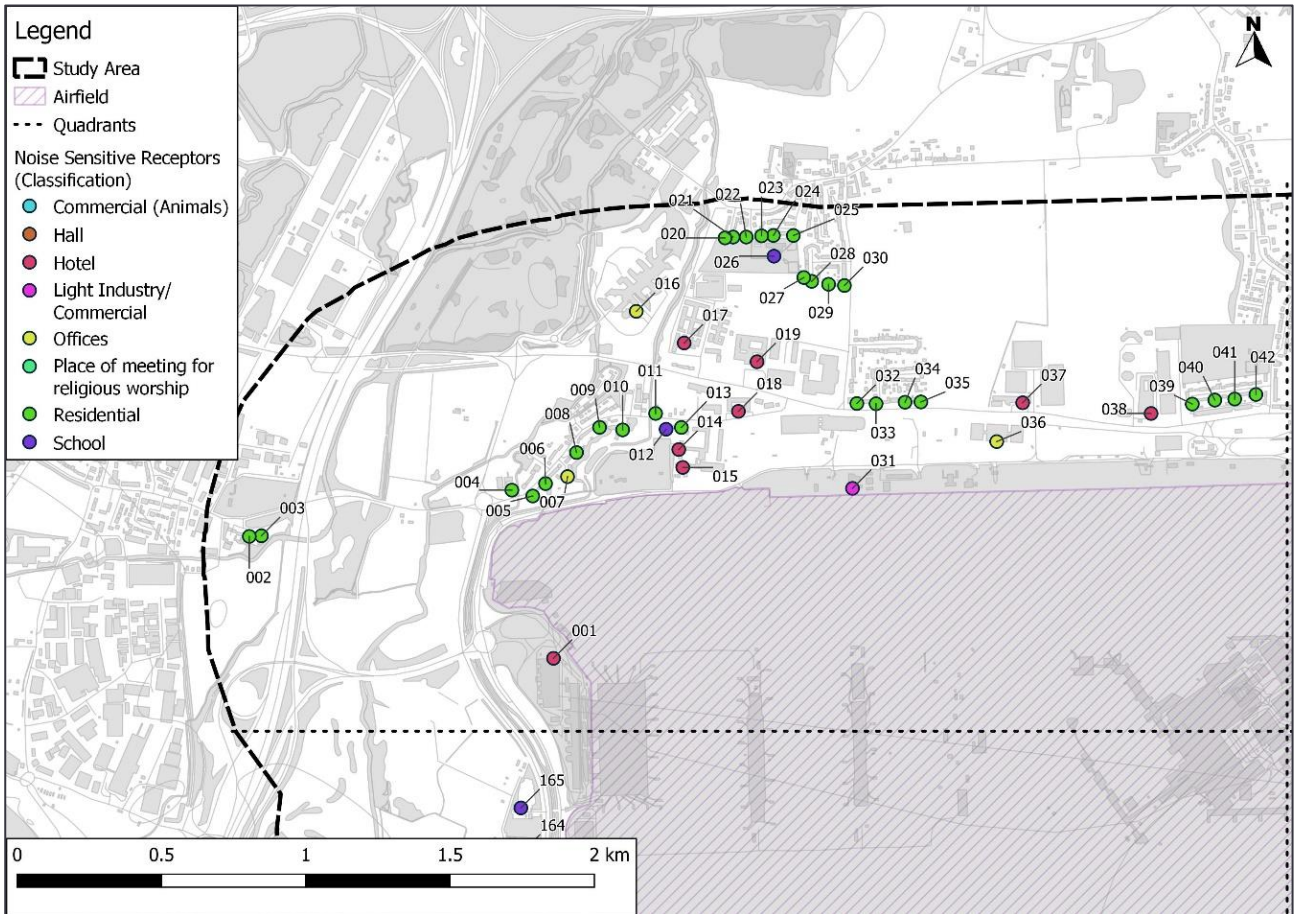 Legend
Study Area
Airfield
Quadrants
Noise Sensitive Receptors
(Classification)
Commercial (Animals)
Hall
Hotel
Light Industry/
Commercial
Offices
Place of meeting for
religious worship
Residential
School
N
022
023
024
021
025
020
026
028
030
027
029
016
017
019
011
032
034
041
042
009
010
013
018
035
037
040
008
014
039
038
033
036
006
012
015
031
004
007
005
003
002
001
165
164
0
0.5
1
1.5
2 km